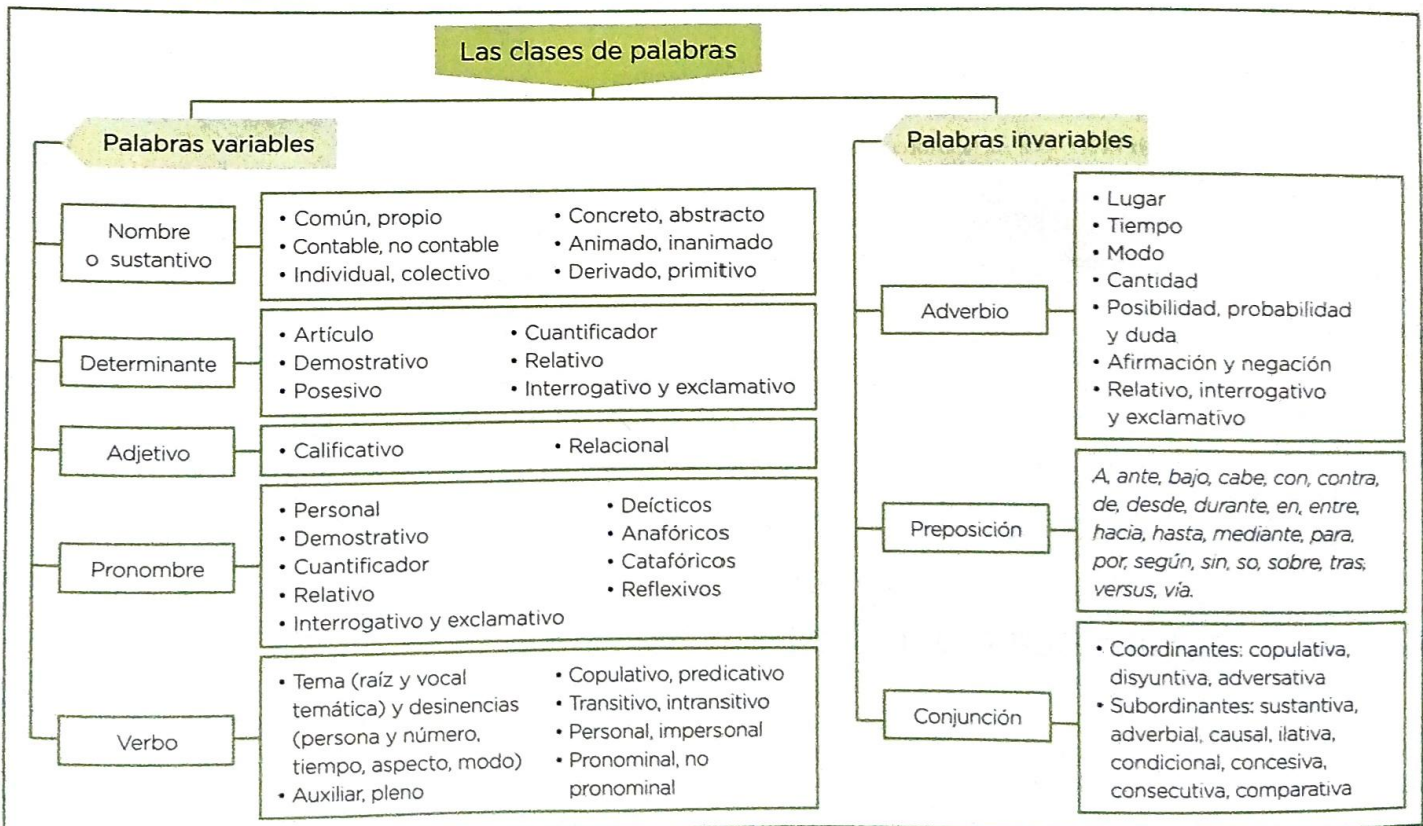 Las clases de palabras
Palabras variables
Nombre
o sustantivo
• Común, propio
• Contable, no contable
• Individual, colectivo
• Concreto, abstracto
• Animado, inanimado
• Derivado, primitivo
Determinante
• Artículo
• Demostrativo
• Posesivo
• Cuantificador
• Relativo
• Interrogativo y exclamativo
Adjetivo
• Calificativo
• Relacional
Pronombre
• Personal
• Demostrativo
• Cuantificador
• Relativo
• Interrogativo y exclamativo
• Deícticos
• Anafóricos
• Catafóricos
• Reflexivos
Verbo
• Tema (raíz y vocal
temática) y desinencias
(persona y número,
tiempo, aspecto, modo)
• Auxiliar, pleno
• Copulativo, predicativo
• Transitivo, intransitivo
• Personal, impersonal
• Pronominal, no
pronominal
Palabras invariables
Adverbio
• Lugar
• Tiempo
• Modo
• Cantidad
• Posibilidad, probabilidad
y duda
• Afirmación y negación
• Relativo, interrogativo
y exclamativo
Preposición
A, ante, bajo, cabe, con, contra,
de, desde, durante, en, entre,
hacia, hasta, mediante, para,
por, según, sin, so, sobre, tras,
versus, vía.
Conjunción
• Coordinantes: copulativa,
disyuntiva, adversativa
• Subordinantes: sustantiva,
adverbial, causal, ilativa,
condicional, concesiva,
consecutiva, comparativa